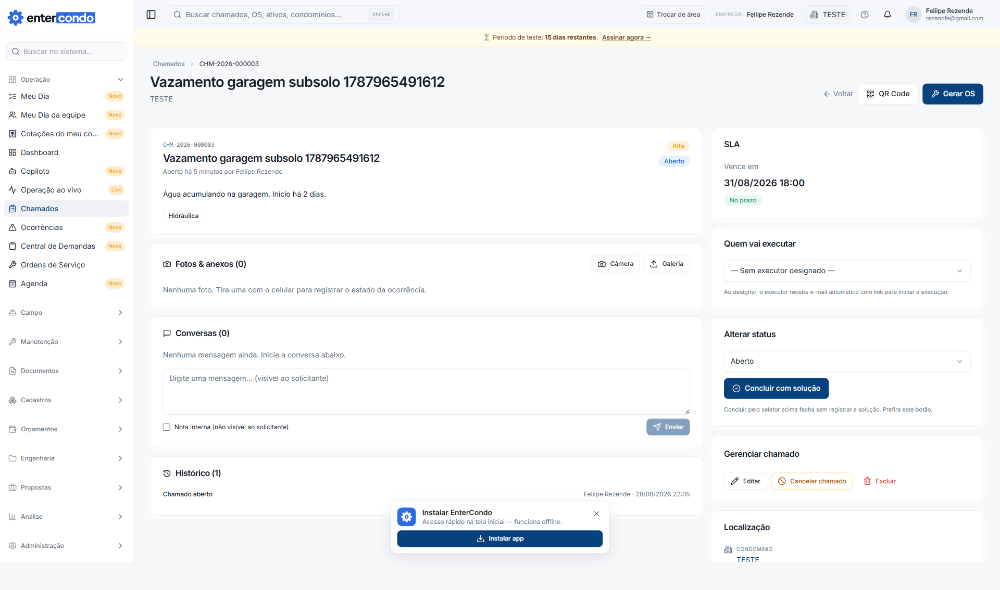 entercondo
Buscar chamados, OS, ativos, condomínios...
Ctrl+K
Trocar de área
EMPRESA: Feliipe Rezende
TESTE
FR
Feliipe Rezende
rezendfe@gmail.com
⏳ Período de teste: 15 dias restantes. Assinar agora →
Buscar no sistema...
Operação
Meu Dia Novo
Meu Dia da equipe Novo
Cotações do meu co... Novo
Dashboard
Copiloto Novo
Operação ao vivo Live
Chamados
Ocorrências Novo
Central de Demandas Novo
Ordens de Serviço
Agenda Novo
Campo
Manutenção
Documentos
Cadastros
Orçamentos
Engenharia
Propostas
Análise
Administração
Chamados > CHM-2026-000003
Vazamento garagem subsolo 1787965491612
TESTE
← Voltar
QR Code
Gerar OS
CHM-2026-000003
Vazamento garagem subsolo 1787965491612
Aberto há 5 minutos por Feliipe Rezende
Alta
Aberto
Água acumulando na garagem. Início há 2 dias.
Hidráulica
Fotos & anexos (0)
Câmera
Galeria
Nenhuma foto. Tire uma com o celular para registrar o estado da ocorrência.
Conversas (0)
Nenhuma mensagem ainda. Inicie a conversa abaixo.
Digite uma mensagem... (visível ao solicitante)
Nota interna (não visível ao solicitante)
Enviar
Histórico (1)
Chamado aberto
Feliipe Rezende · 28/08/2026 22:05
SLA
Vence em
31/08/2026 18:00
No prazo
Quem vai executar
— Sem executor designado —
Ao designar, o executor recebe e-mail automático com link para iniciar a execução.
Alterar status
Aberto
Concluir com solução
Concluir pelo seletor acima fecha sem registrar a solução. Prefira este botão.
Gerenciar chamado
Editar
Cancelar chamado
Excluir
Localização
CONDOMÍNIO
TESTE
Instalar EnterCondo
Acesso rápido na tela inicial — funciona offline.
Instalar app